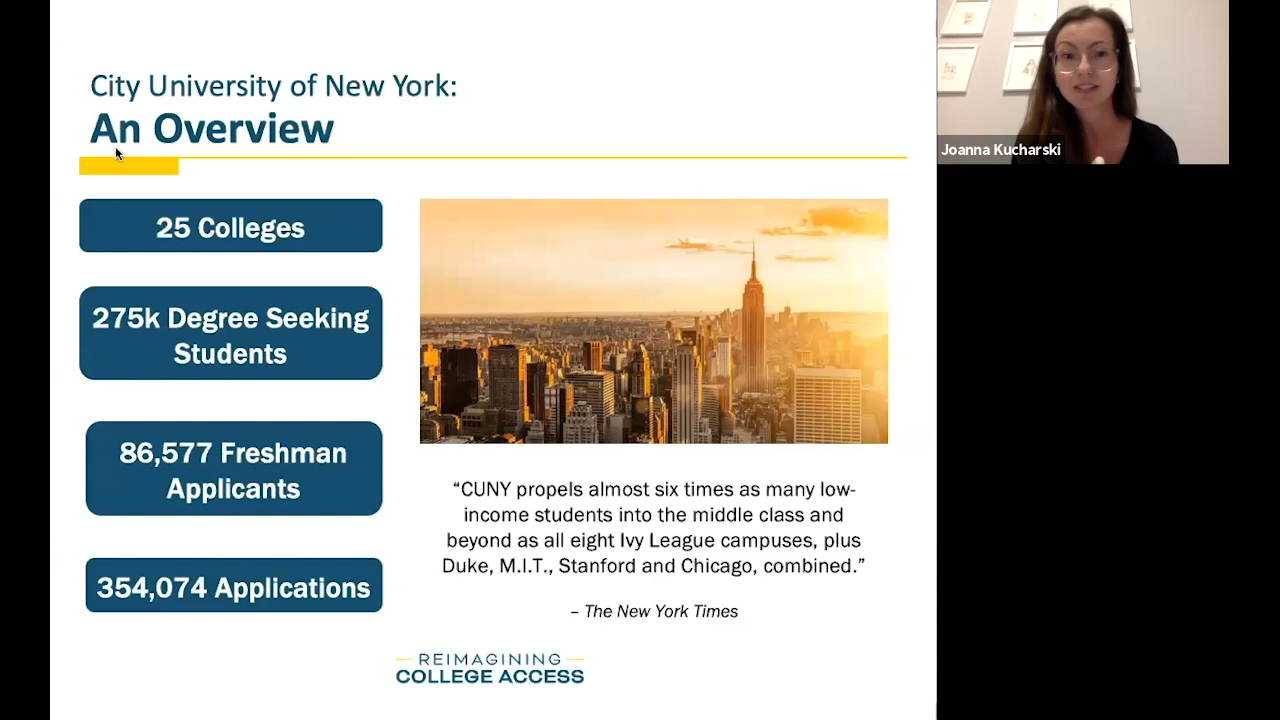 City University of New York:
An Overview
25 Colleges
275k Degree Seeking
Students
86,577 Freshman
Applicants
354,074 Applications
“CUNY propels almost six times as many low-
income students into the middle class and
beyond as all eight Ivy League campuses, plus
Duke, M.I.T., Stanford and Chicago, combined.”
– The New York Times
REIMAGINING
COLLEGE ACCESS
Joanna Kucharski